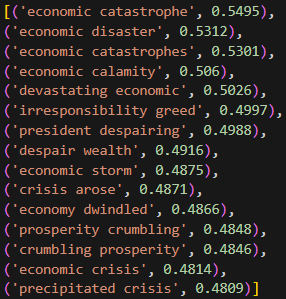 [('economic catastrophe', 0.5495),
('economic disaster', 0.5312),
('economic catastrophes', 0.5301),
('economic calamity', 0.506),
('devastating economic', 0.5026),
('irresponsibility greed', 0.4997),
('president despairing', 0.4988),
('despair wealth', 0.4916),
('economic storm', 0.4875),
('crisis arose', 0.4871),
('economy dwindled', 0.4866),
('prosperity crumbling', 0.4848),
('crumbling prosperity', 0.4846),
('economic crisis', 0.4814),
('precipitated crisis', 0.4809)]